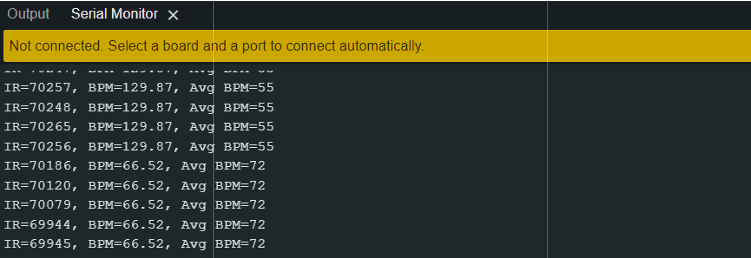 Output Serial Monitor
Not connected. Select a board and a port to connect automatically.
IR=70257, BPM=129.87, Avg BPM=55
IR=70248, BPM=129.87, Avg BPM=55
IR=70265, BPM=129.87, Avg BPM=55
IR=70256, BPM=129.87, Avg BPM=55
IR=70186, BPM=66.52, Avg BPM=72
IR=70120, BPM=66.52, Avg BPM=72
IR=70079, BPM=66.52, Avg BPM=72
IR=69944, BPM=66.52, Avg BPM=72
IR=69945, BPM=66.52, Avg BPM=72